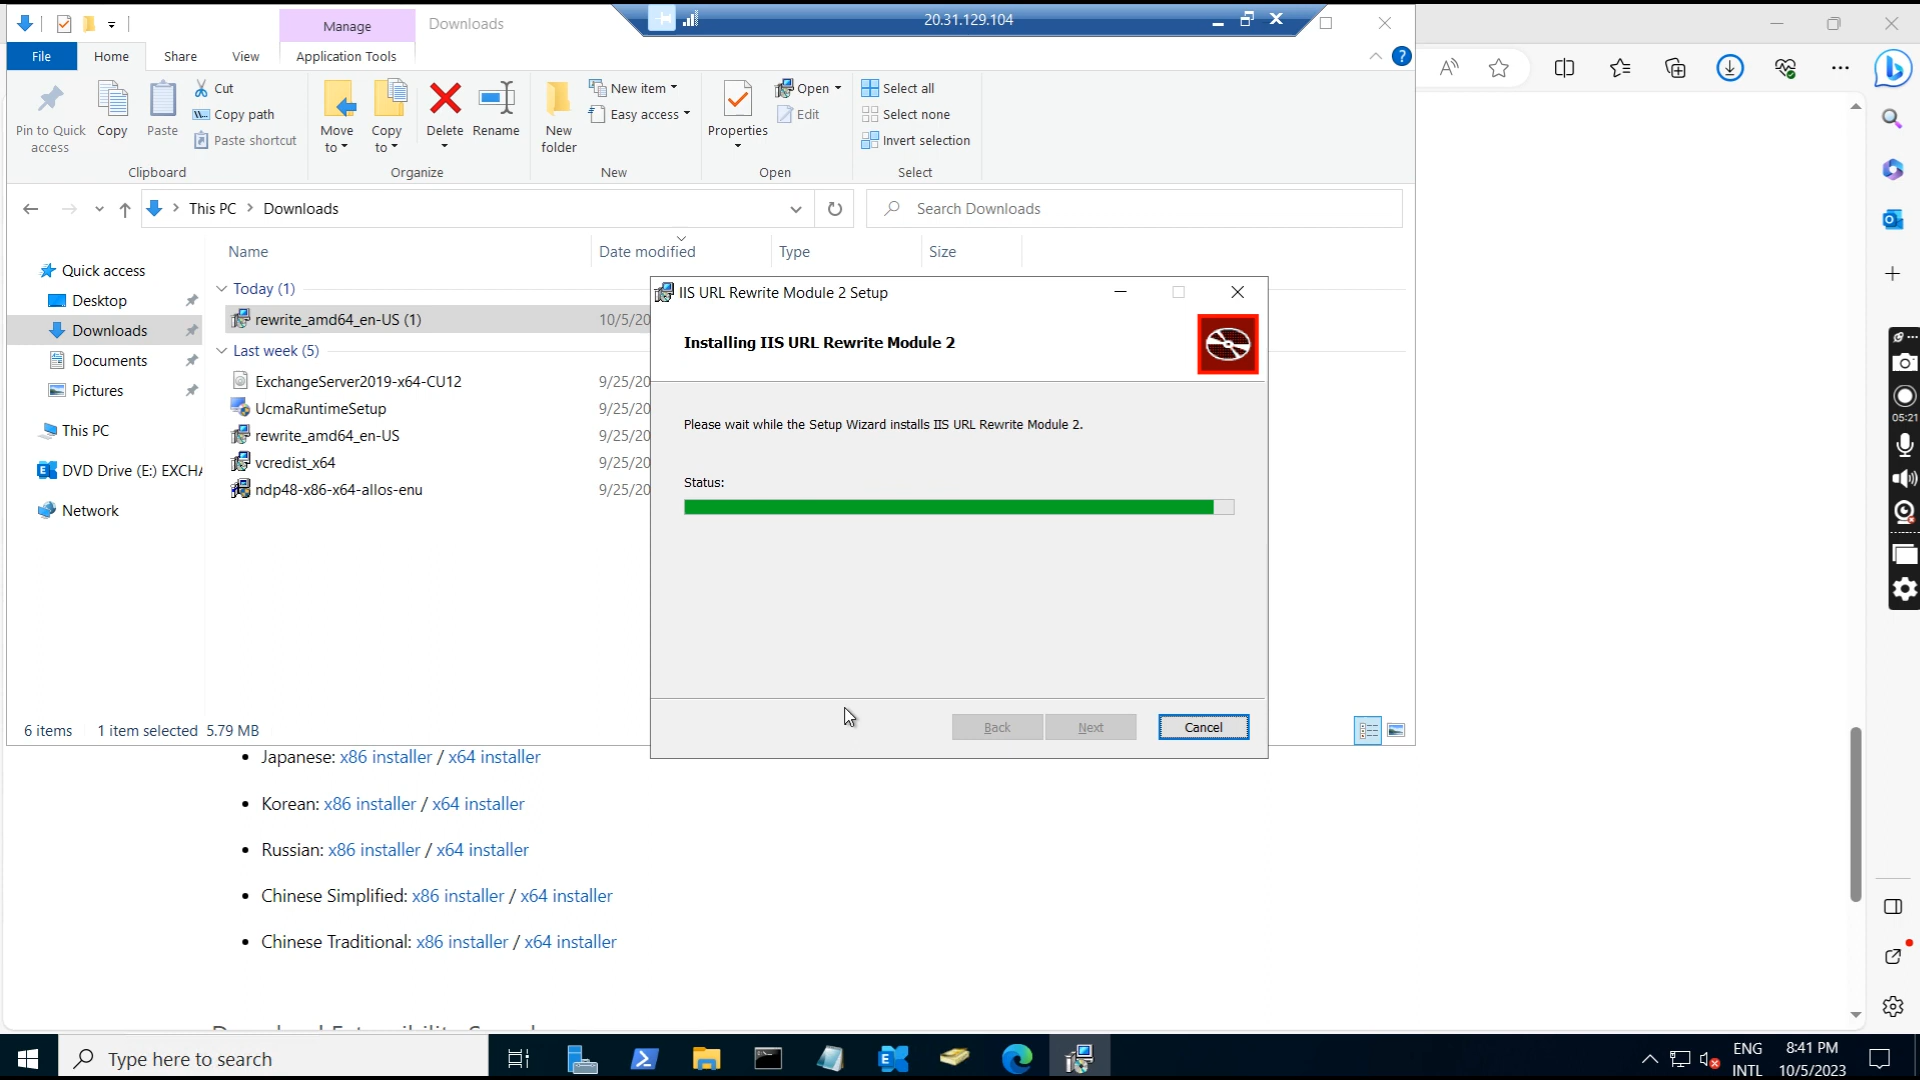 Manage
Downloads
20.31.129.104
File
Home
Share
View
Application Tools
Pin to Quick access
Copy
Paste
Cut
Copy path
Paste shortcut
Clipboard
Move to
Copy to
Delete
Rename
Organize
New folder
New item
Easy access
New
Properties
Open
Edit
Open
Select all
Select none
Invert selection
Select
This PC > Downloads
Search Downloads
Name
Date modified
Type
Size
Quick access
Desktop
Downloads
Documents
Pictures
This PC
DVD Drive (E:) EXCHA
Network
Today (1)
rewrite_amd64_en-US (1) 10/5/20
Last week (5)
ExchangeServer2019-x64-CU12 9/25/20
UcmaRuntimeSetup 9/25/20
rewrite_amd64_en-US 9/25/20
vcredist_x64 9/25/20
ndp48-x86-x64-allos-enu 9/25/20
6 items 1 item selected 5.79 MB
IIS URL Rewrite Module 2 Setup
Installing IIS URL Rewrite Module 2
Please wait while the Setup Wizard installs IIS URL Rewrite Module 2.
Status:
Back
Next
Cancel
• Japanese: x86 installer / x64 installer
• Korean: x86 installer / x64 installer
• Russian: x86 installer / x64 installer
• Chinese Simplified: x86 installer / x64 installer
• Chinese Traditional: x86 installer / x64 installer
05:21
Type here to search
ENG
INTL
8:41 PM
10/5/2023